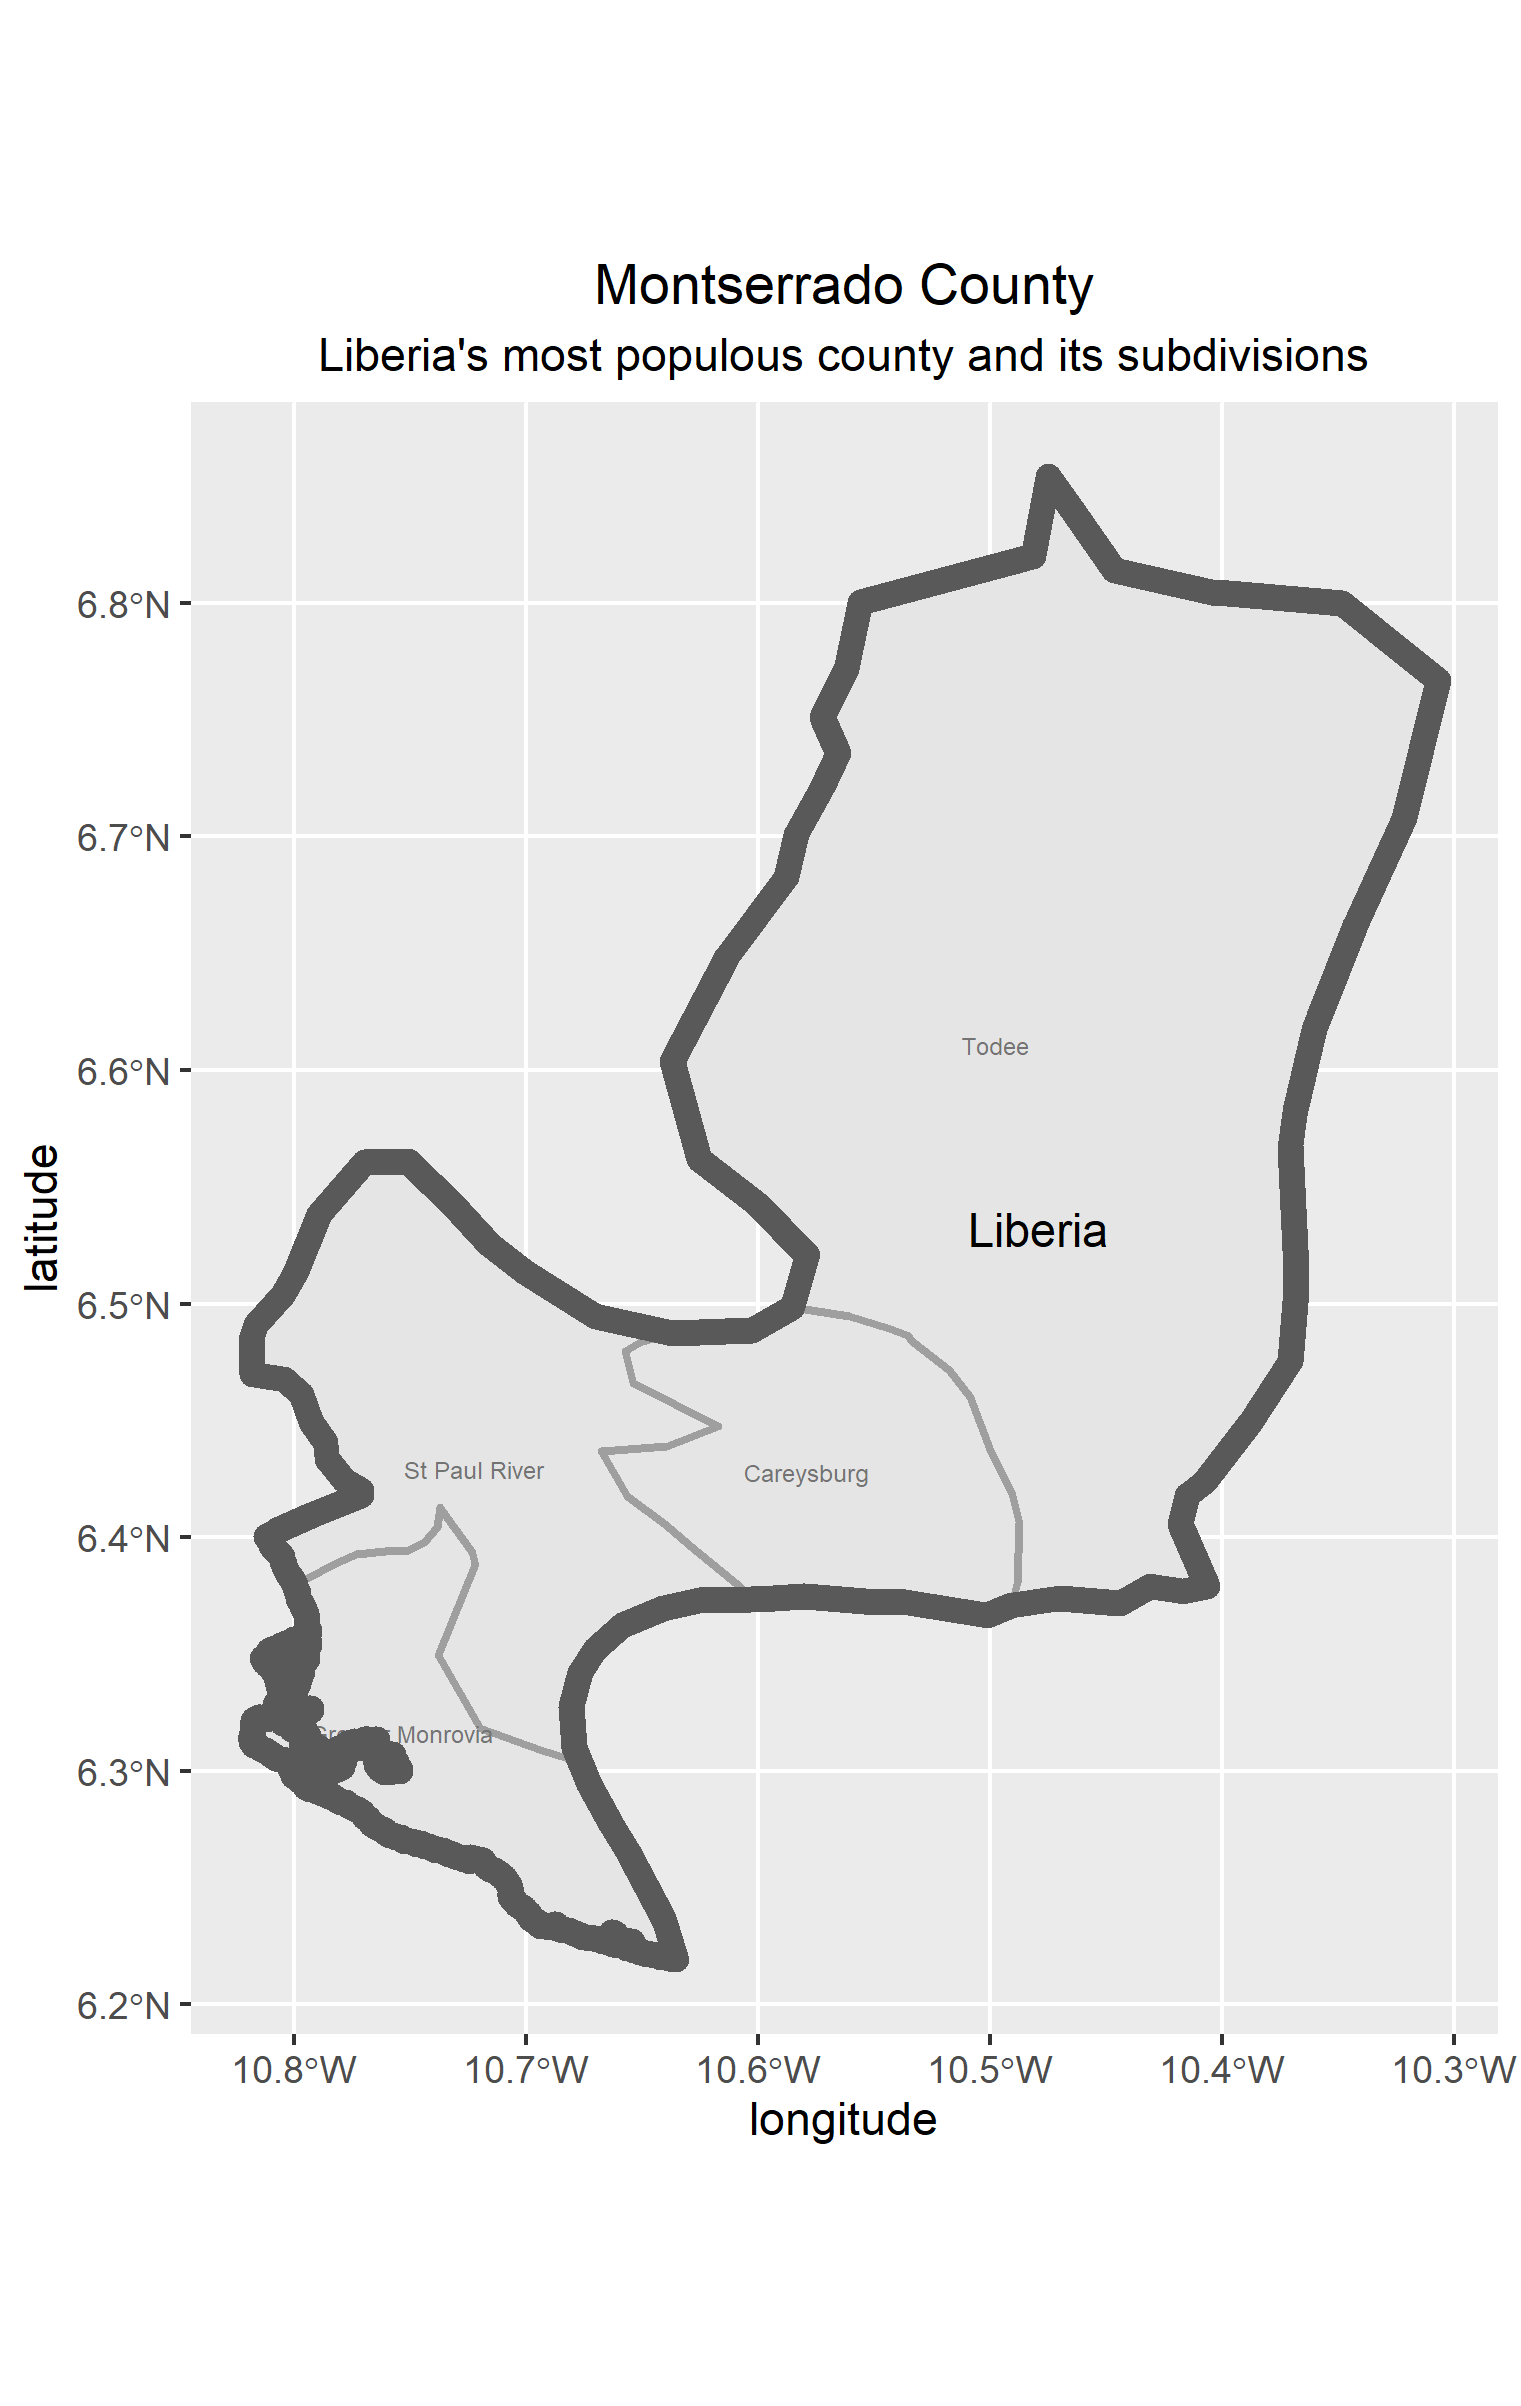 Montserrado County
Liberia's most populous county and its subdivisions
6.8°N
6.7°N
6.6°N
6.5°N
6.4°N
6.3°N
6.2°N
latitude
Todee
Liberia
St Paul River
Careysburg
Monrovia
10.8°W
10.7°W
10.6°W
10.5°W
10.4°W
10.3°W
longitude